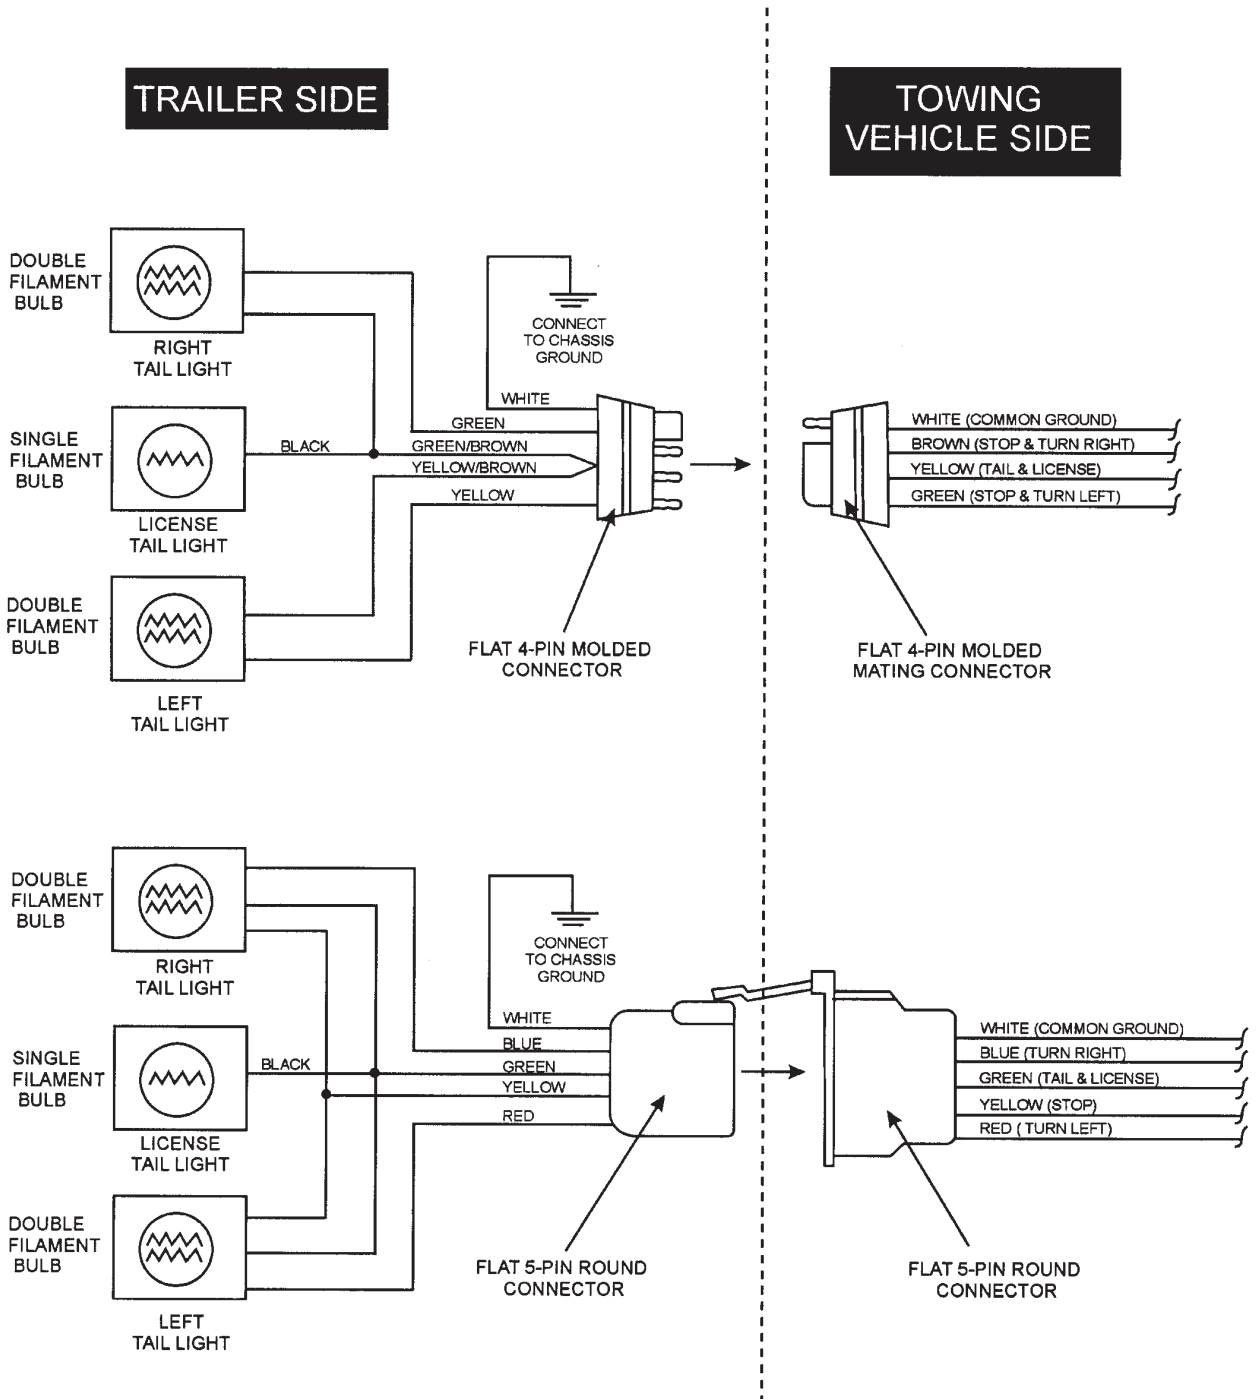 TRAILER SIDE
TOWING
VEHICLE SIDE
DOUBLE
FILAMENT
BULB
RIGHT
TAIL LIGHT
CONNECT
TO CHASSIS
GROUND
SINGLE
FILAMENT
BULB
BLACK
LICENSE
TAIL LIGHT
WHITE
GREEN
GREEN/BROWN
YELLOW/BROWN
YELLOW
WHITE (COMMON GROUND)
BROWN (STOP & TURN RIGHT)
YELLOW (TAIL & LICENSE)
GREEN (STOP & TURN LEFT)
DOUBLE
FILAMENT
BULB
LEFT
TAIL LIGHT
FLAT 4-PIN MOLDED
CONNECTOR
FLAT 4-PIN MOLDED
MATING CONNECTOR
DOUBLE
FILAMENT
BULB
RIGHT
TAIL LIGHT
CONNECT
TO CHASSIS
GROUND
SINGLE
FILAMENT
BULB
BLACK
LICENSE
TAIL LIGHT
WHITE
BLUE
GREEN
YELLOW
RED
WHITE (COMMON GROUND)
BLUE (TURN RIGHT)
GREEN (TAIL & LICENSE)
YELLOW (STOP)
RED ( TURN LEFT)
DOUBLE
FILAMENT
BULB
LEFT
TAIL LIGHT
FLAT 5-PIN ROUND
CONNECTOR
FLAT 5-PIN ROUND
CONNECTOR